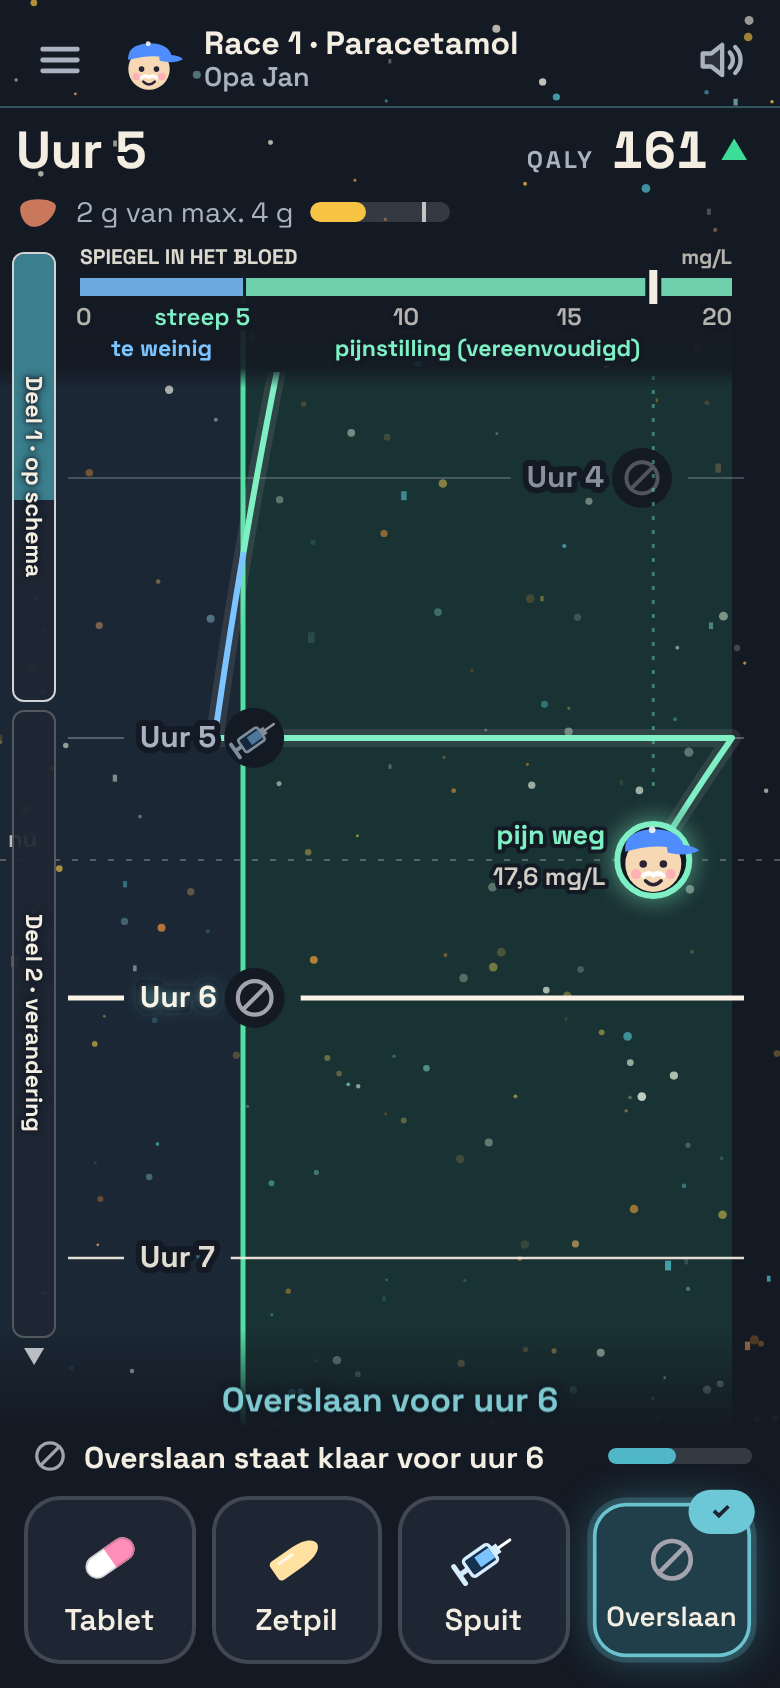 Race 1 · Paracetamol
Opa Jan
Uur 5
QALY 161
2 g van max. 4 g
SPIEGEL IN HET BLOED mg/L
0 streep 5 10 15 20
te weinig pijnstilling (vereenvoudigd)
Deel 1 · op schema
Uur 4
Uur 5
nu
pijn weg
17,6 mg/L
Deel 2 · verandering
Uur 6
Uur 7
Overslaan voor uur 6
Overslaan staat klaar voor uur 6
Tablet
Zetpil
Spuit
Overslaan